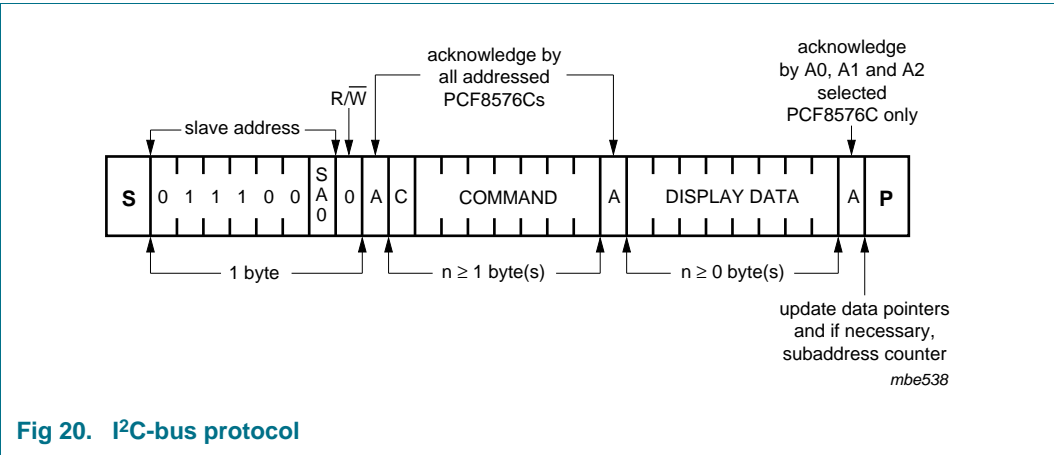 acknowledge by
all addressed
PCF8576Cs
acknowledge
by A0, A1 and A2
selected
PCF8576C only
R/W̅
slave address
S 0 1 1 1 0 0 SA0 0 A C COMMAND A DISPLAY DATA A P
1 byte
n ≥ 1 byte(s)
n ≥ 0 byte(s)
update data pointers
and if necessary,
subaddress counter
mbe538
Fig 20. I²C-bus protocol